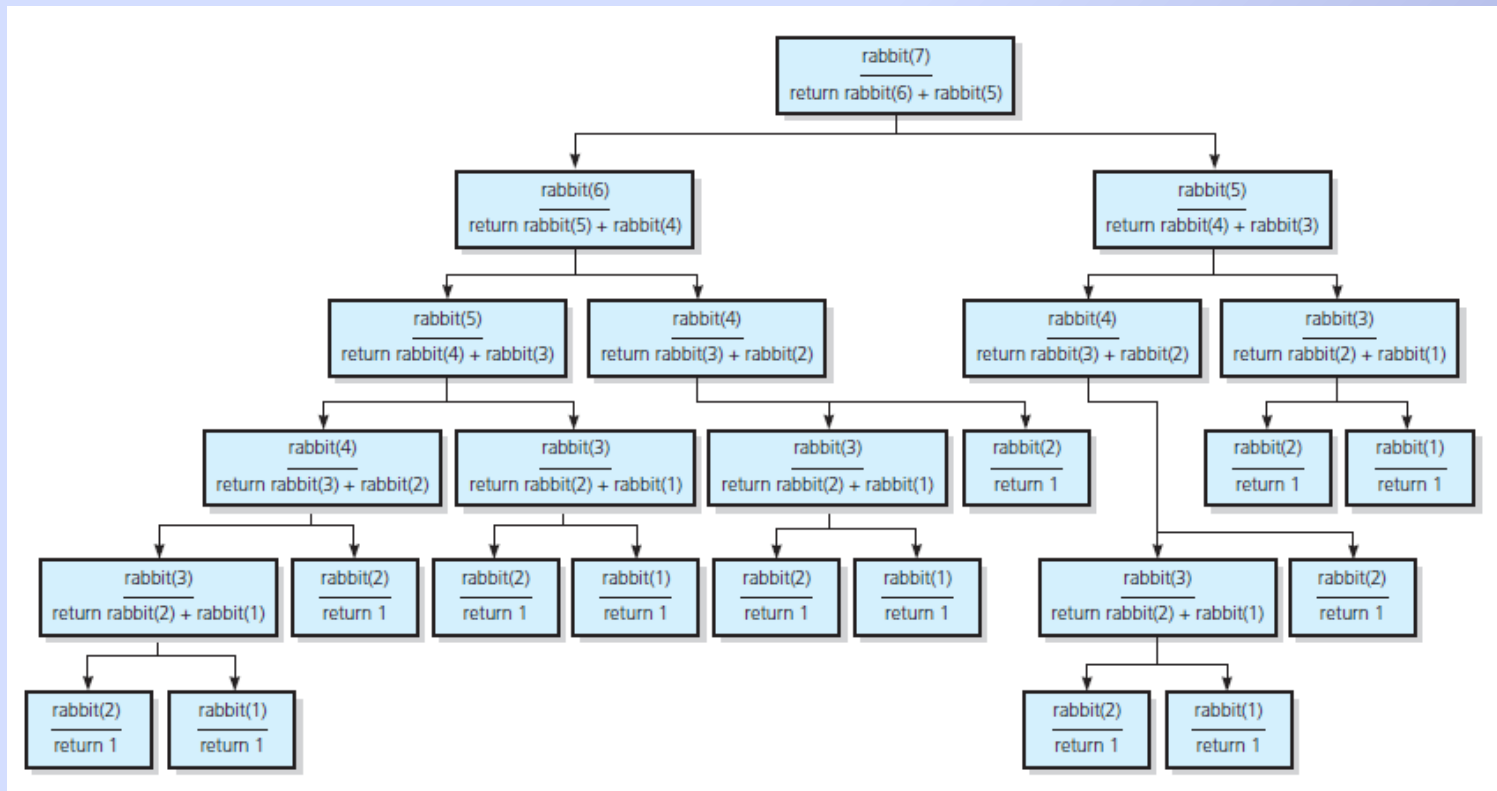 rabbit(7)
return rabbit(6) + rabbit(5)
rabbit(6)
return rabbit(5) + rabbit(4)
rabbit(5)
return rabbit(4) + rabbit(3)
rabbit(5)
return rabbit(4) + rabbit(3)
rabbit(4)
return rabbit(3) + rabbit(2)
rabbit(4)
return rabbit(3) + rabbit(2)
rabbit(3)
return rabbit(2) + rabbit(1)
rabbit(4)
return rabbit(3) + rabbit(2)
rabbit(3)
return rabbit(2) + rabbit(1)
rabbit(3)
return rabbit(2) + rabbit(1)
rabbit(2)
return 1
rabbit(2)
return 1
rabbit(1)
return 1
rabbit(3)
return rabbit(2) + rabbit(1)
rabbit(2)
return 1
rabbit(2)
return 1
rabbit(1)
return 1
rabbit(2)
return 1
rabbit(1)
return 1
rabbit(3)
return rabbit(2) + rabbit(1)
rabbit(2)
return 1
rabbit(2)
return 1
rabbit(1)
return 1
rabbit(2)
return 1
rabbit(1)
return 1